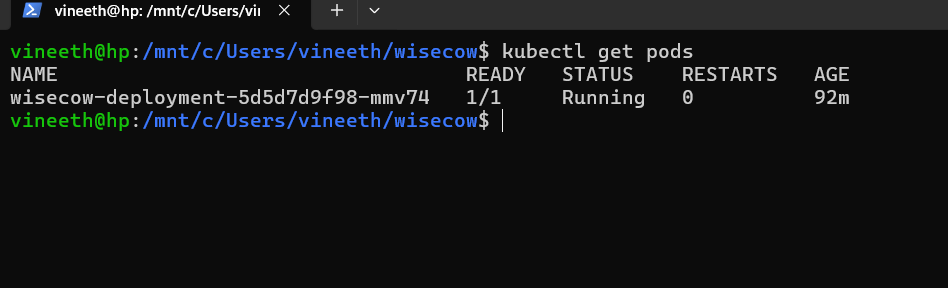 vineeth@hp: /mnt/c/Users/vii
vineeth@hp:/mnt/c/Users/vineeth/wisecow$ kubectl get pods
NAME READY STATUS RESTARTS AGE
wisecow-deployment-5d5d7d9f98-mmv74 1/1 Running 0 92m
vineeth@hp:/mnt/c/Users/vineeth/wisecow$